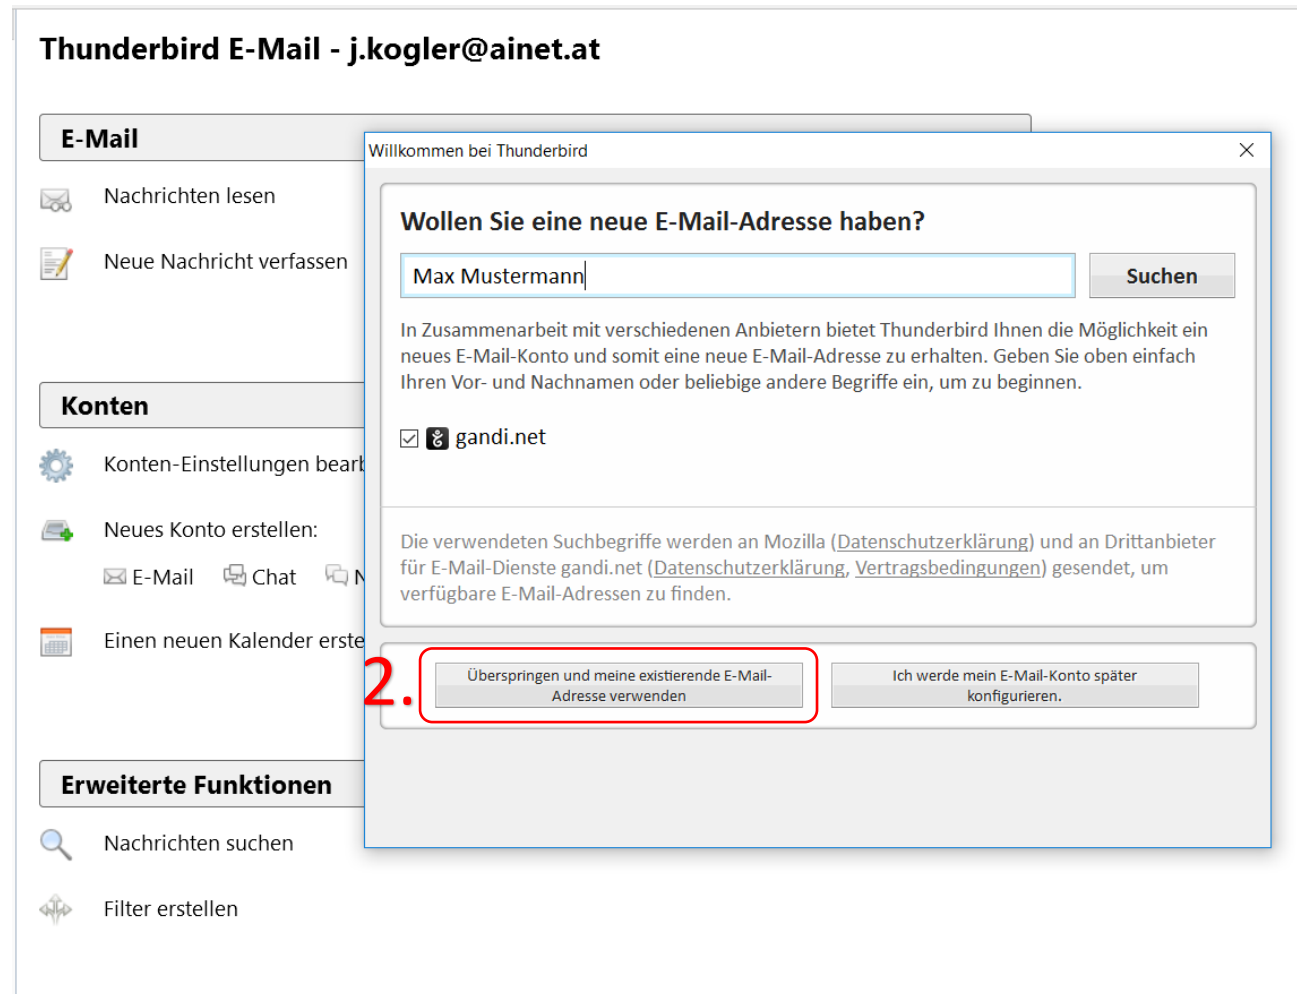 Thunderbird E-Mail - j.kogler@ainet.at
E-Mail
Nachrichten lesen
Neue Nachricht verfassen
Konten
Konten-Einstellungen bearb
Neues Konto erstellen:
E-Mail Chat N
Einen neuen Kalender erste
Erweiterte Funktionen
Nachrichten suchen
Filter erstellen
Willkommen bei Thunderbird
Wollen Sie eine neue E-Mail-Adresse haben?
Max Mustermann
Suchen
In Zusammenarbeit mit verschiedenen Anbietern bietet Thunderbird Ihnen die Möglichkeit ein
neues E-Mail-Konto und somit eine neue E-Mail-Adresse zu erhalten. Geben Sie oben einfach
Ihren Vor- und Nachnamen oder beliebige andere Begriffe ein, um zu beginnen.
gandi.net
Die verwendeten Suchbegriffe werden an Mozilla (Datenschutzerklärung) und an Drittanbieter
für E-Mail-Dienste gandi.net (Datenschutzerklärung, Vertragsbedingungen) gesendet, um
verfügbare E-Mail-Adressen zu finden.
2.
Überspringen und meine existierende E-Mail-
Adresse verwenden
Ich werde mein E-Mail-Konto später
konfigurieren.